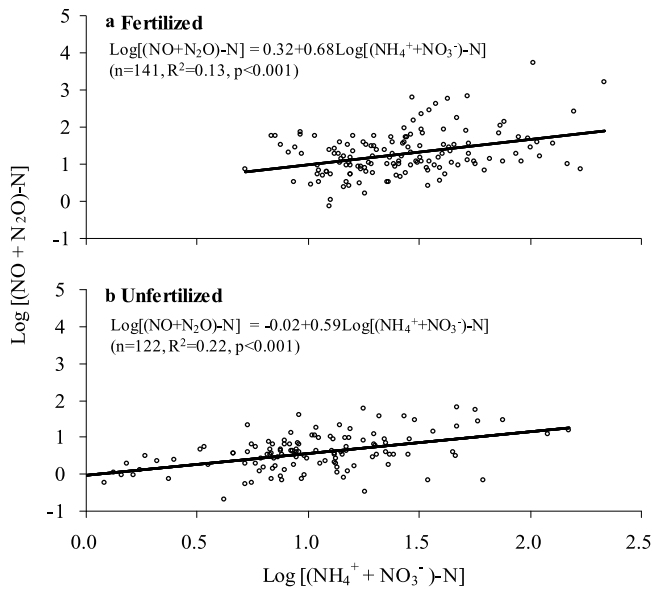 a Fertilized
Log[(NO+N₂O)-N] = 0.32+0.68Log[(NH₄⁺+NO₃⁻)-N]
(n=141, R²=0.13, p<0.001)
5
4
3
2
1
0
-1
Log [(NO + N₂O)-N]
b Unfertilized
Log[(NO+N₂O)-N] = -0.02+0.59Log[(NH₄⁺+NO₃⁻)-N]
(n=122, R²=0.22, p<0.001)
5
4
3
2
1
0
-1
0.0 0.5 1.0 1.5 2.0 2.5
Log [(NH₄⁺ + NO₃⁻ )-N]